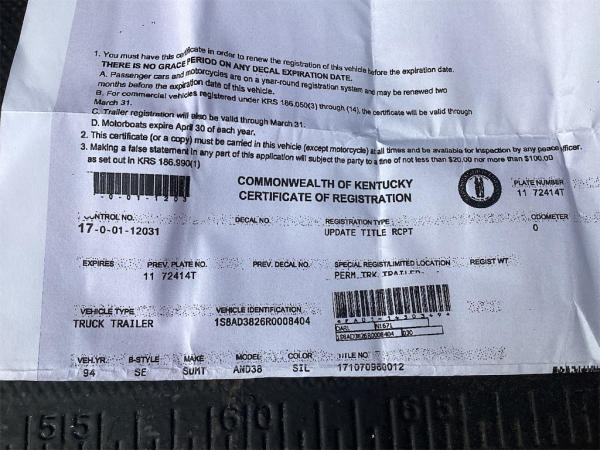 1. You must have this certificate in order to renew the registration of this vehicle before the expiration date.
THERE IS NO GRACE PERIOD ON ANY DECAL EXPIRATION DATE.
A. Passenger cars and motorcycles are on a year-round registration system and may be renewed two
months before the expiration date of this vehicle.
B. For commercial vehicles registered under KRS 186.050(3) through (14), the certificate will be valid through
March 31.
C. Trailer registration will also be valid through March 31.
D. Motorboats expire April 30 of each year.
2. This certificate (or a copy) must be carried in this vehicle (except motorcycle) at all times and be available for inspection by any peace officer.
3. Making a false statement in any part of this application will subject the party to a fine of not less than $20.00 nor more than $100.00
as set out in KRS 186.990(1)
COMMONWEALTH OF KENTUCKY
CERTIFICATE OF REGISTRATION
PLATE NUMBER
11 72414T
CONTROL NO. DECAL NO. REGISTRATION TYPE ODOMETER
17-0-01-12031 UPDATE TITLE RCPT 0
EXPIRES PREV. PLATE NO. PREV. DECAL NO. SPECIAL REGIST/LIMITED LOCATION REGIST WT.
11 72414T PERM TRK TRAILER
VEHICLE TYPE VEHICLE IDENTIFICATION
TRUCK TRAILER 1S8AD3826R0008404
1S8AD3826R0008404
VEH.YR. B-STYLE MAKE MODEL COLOR TITLE NO.
94 SE SUMT AND38 SIL 171070960012
55 60 65